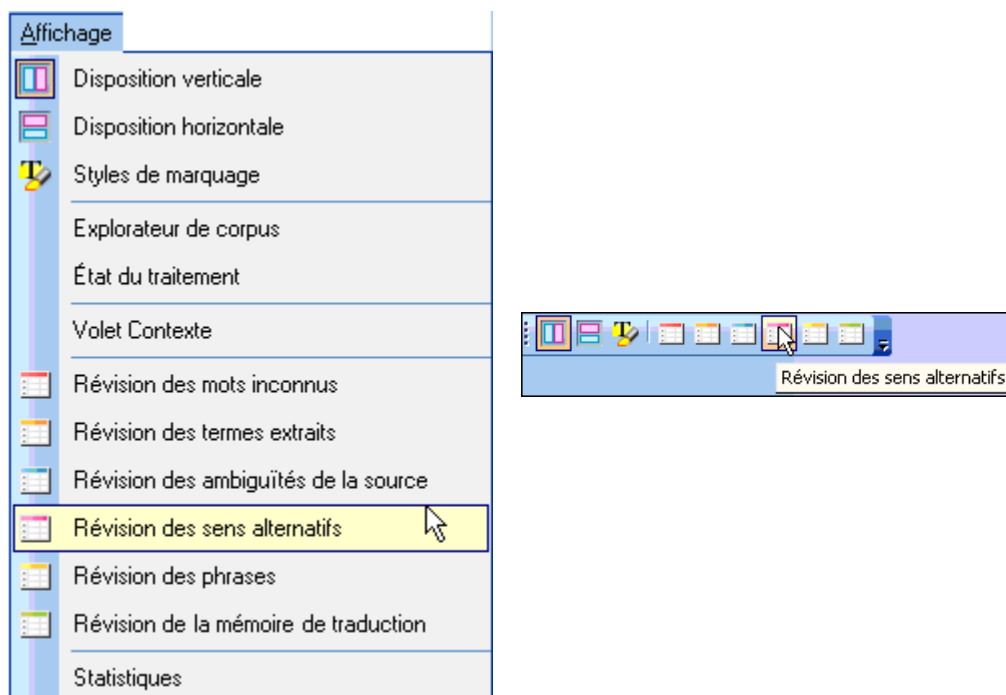 Affichage
Disposition verticale
Disposition horizontale
Styles de marquage
Explorateur de corpus
État du traitement
Volet Contexte
Révision des mots inconnus
Révision des termes extraits
Révision des ambiguïtés de la source
Révision des sens alternatifs
Révision des phrases
Révision de la mémoire de traduction
Statistiques
Révision des sens alternatifs